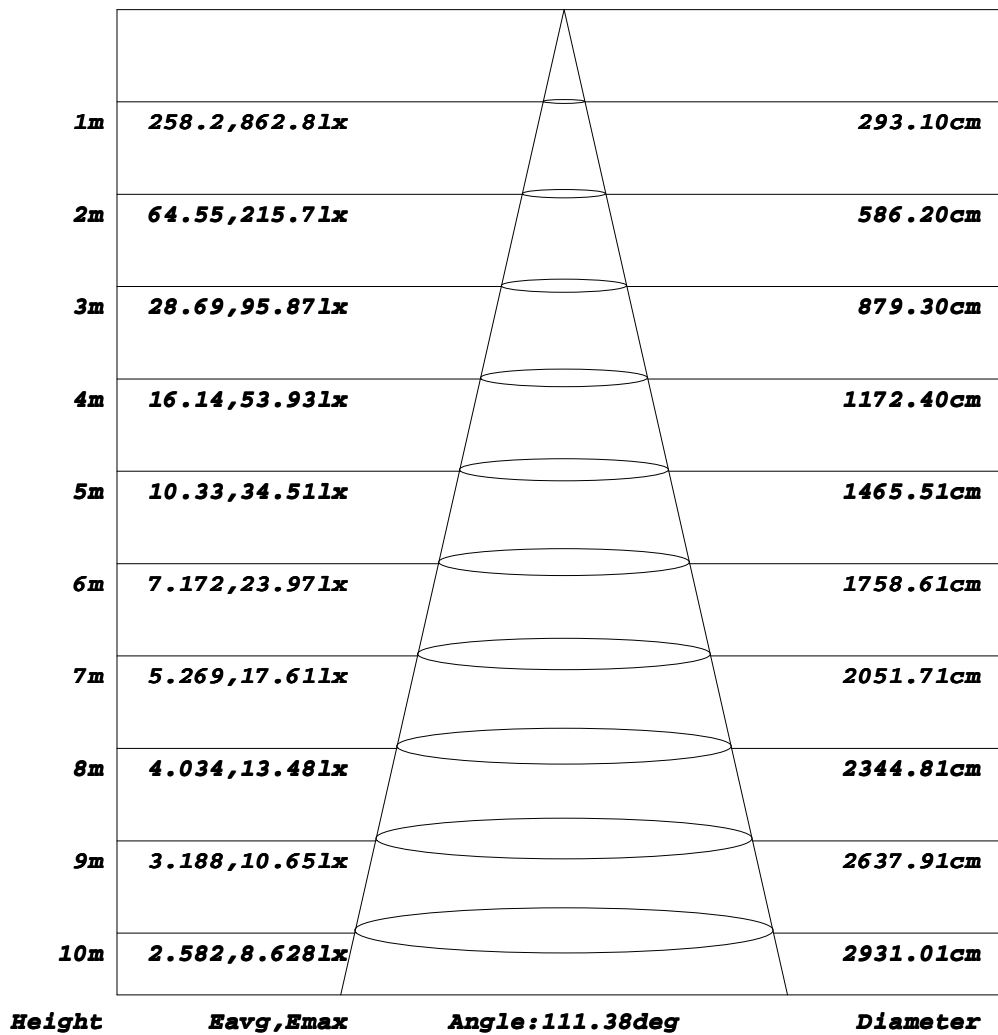 1m 258.2,862.8lx 293.10cm
2m 64.55,215.7lx 586.20cm
3m 28.69,95.87lx 879.30cm
4m 16.14,53.93lx 1172.40cm
5m 10.33,34.51lx 1465.51cm
6m 7.172,23.97lx 1758.61cm
7m 5.269,17.61lx 2051.71cm
8m 4.034,13.48lx 2344.81cm
9m 3.188,10.65lx 2637.91cm
10m 2.582,8.628lx 2931.01cm
Height Eavg,Emax Angle:111.38deg Diameter